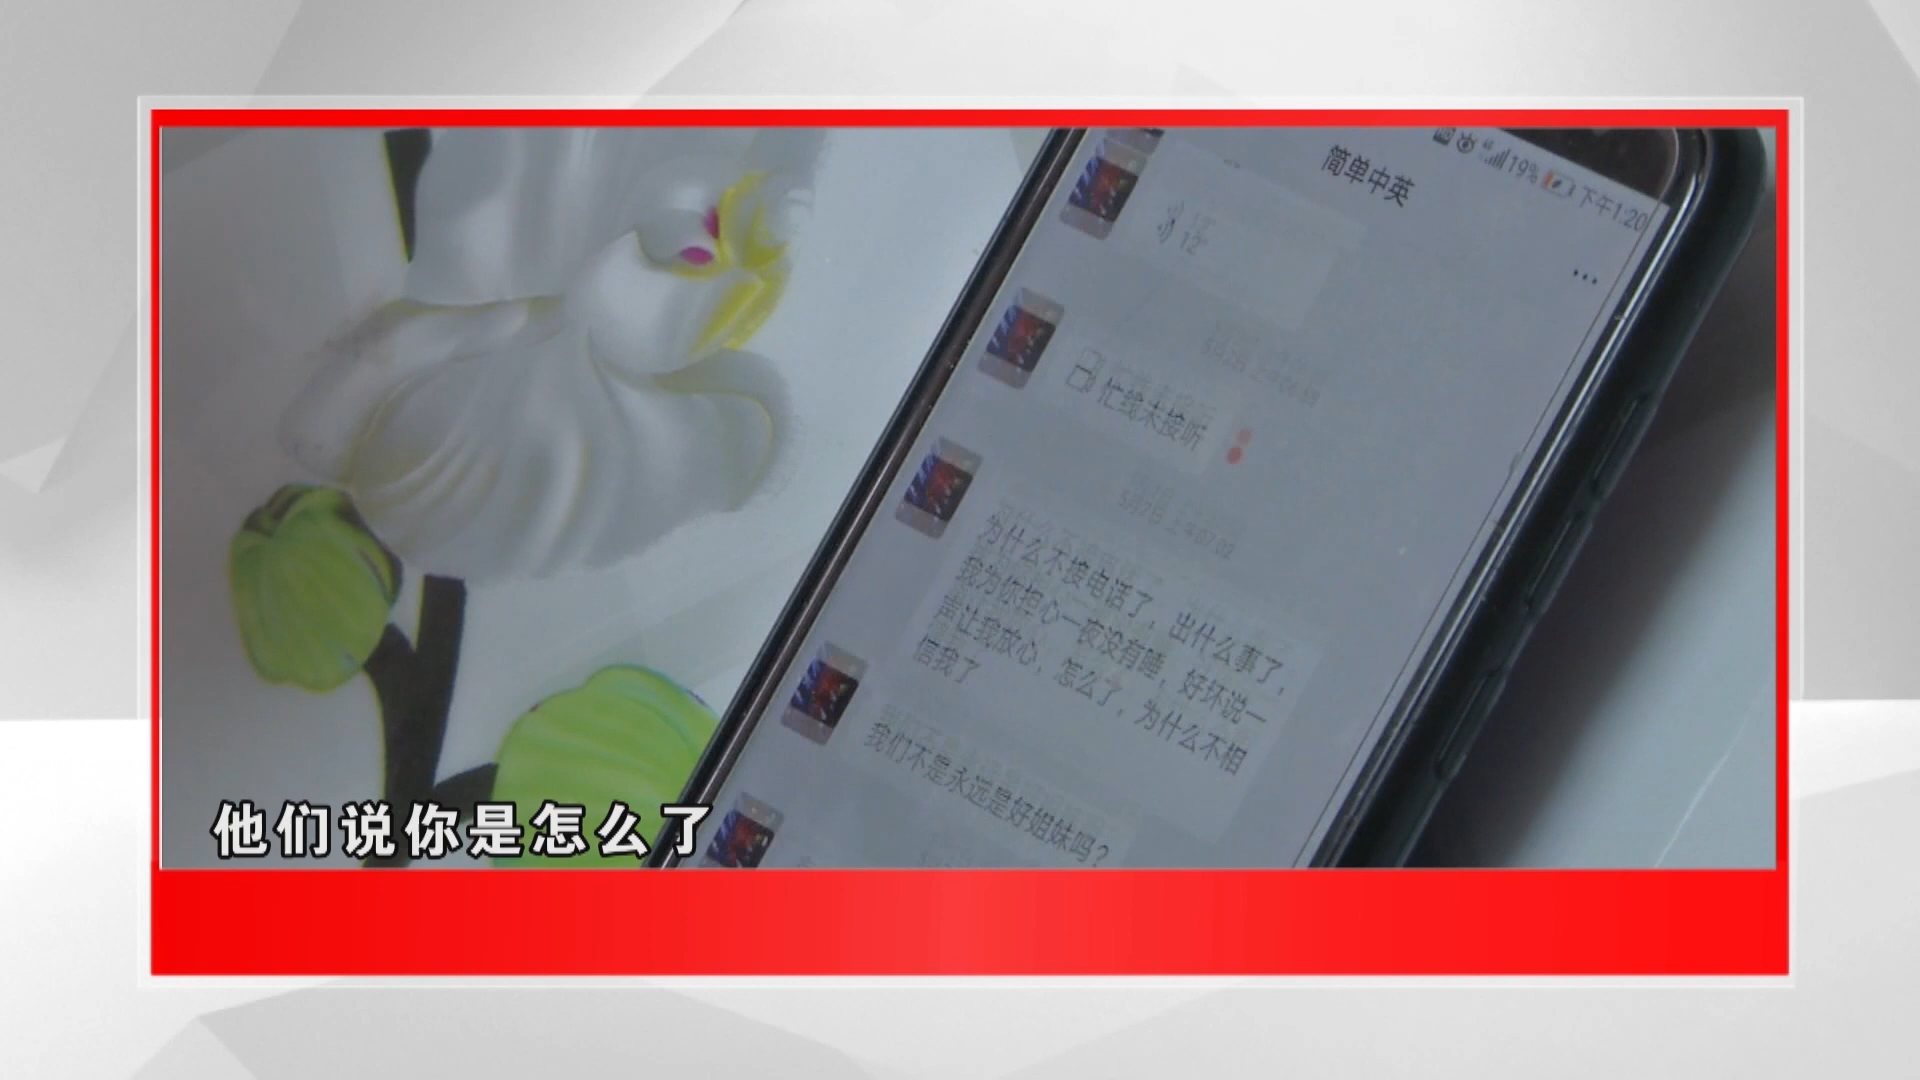 19% 下午1:20
简单中英
12"
忙线未接听
为什么不接电话了，出什么事了，
我为你担心一夜没有睡，好坏说一
声让我放心，怎么了，为什么不相
信我了
我们不是永远是好姐妹吗？
他们说你是怎么了